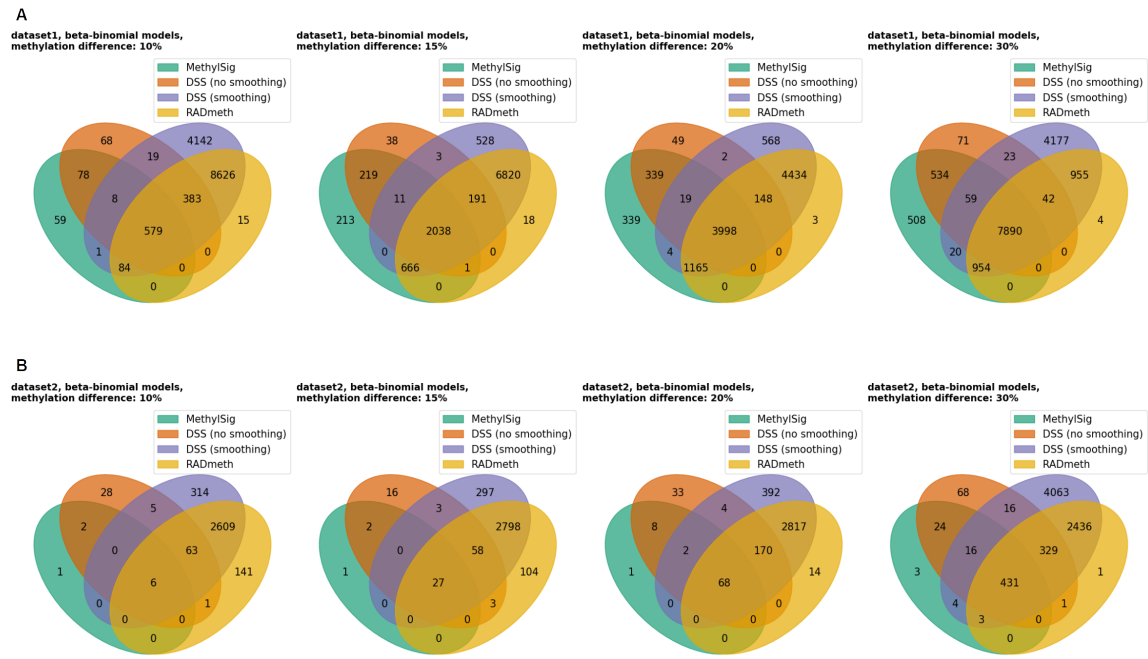 A
dataset1, beta-binomial models,
methylation difference: 10%
MethylSig
DSS (no smoothing)
DSS (smoothing)
RADmeth
68
4142
19
78
8626
8
383
59
15
579
1
84
0
0
0
dataset1, beta-binomial models,
methylation difference: 15%
MethylSig
DSS (no smoothing)
DSS (smoothing)
RADmeth
38
528
3
219
6820
11
191
213
18
2038
0
0
666
1
0
dataset1, beta-binomial models,
methylation difference: 20%
MethylSig
DSS (no smoothing)
DSS (smoothing)
RADmeth
49
568
2
339
4434
19
148
339
3
3998
4
0
1165
0
0
dataset1, beta-binomial models,
methylation difference: 30%
MethylSig
DSS (no smoothing)
DSS (smoothing)
RADmeth
71
4177
23
534
955
59
42
508
4
7890
20
0
954
0
0
B
dataset2, beta-binomial models,
methylation difference: 10%
MethylSig
DSS (no smoothing)
DSS (smoothing)
RADmeth
28
314
5
2
2609
0
63
1
141
6
0
1
0
0
0
dataset2, beta-binomial models,
methylation difference: 15%
MethylSig
DSS (no smoothing)
DSS (smoothing)
RADmeth
16
297
3
2
2798
0
58
1
104
27
0
3
0
0
0
dataset2, beta-binomial models,
methylation difference: 20%
MethylSig
DSS (no smoothing)
DSS (smoothing)
RADmeth
33
392
4
8
2817
2
170
1
14
68
0
0
0
0
0
dataset2, beta-binomial models,
methylation difference: 30%
MethylSig
DSS (no smoothing)
DSS (smoothing)
RADmeth
68
4063
16
24
2436
16
329
3
1
431
4
1
3
0
0